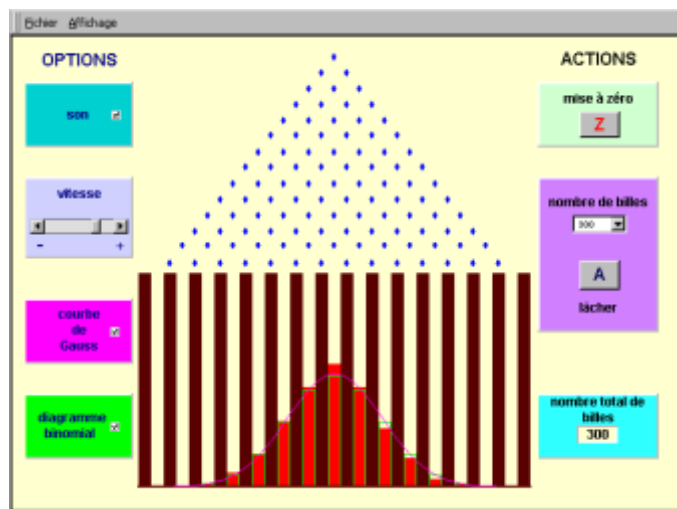 Fichier Affichage
OPTIONS
son
vitesse
- +
courbe
de
Gauss
diagramme
binomial
ACTIONS
mise à zéro
Z
nombre de billes
300
A
lâcher
nombre total de
billes
300